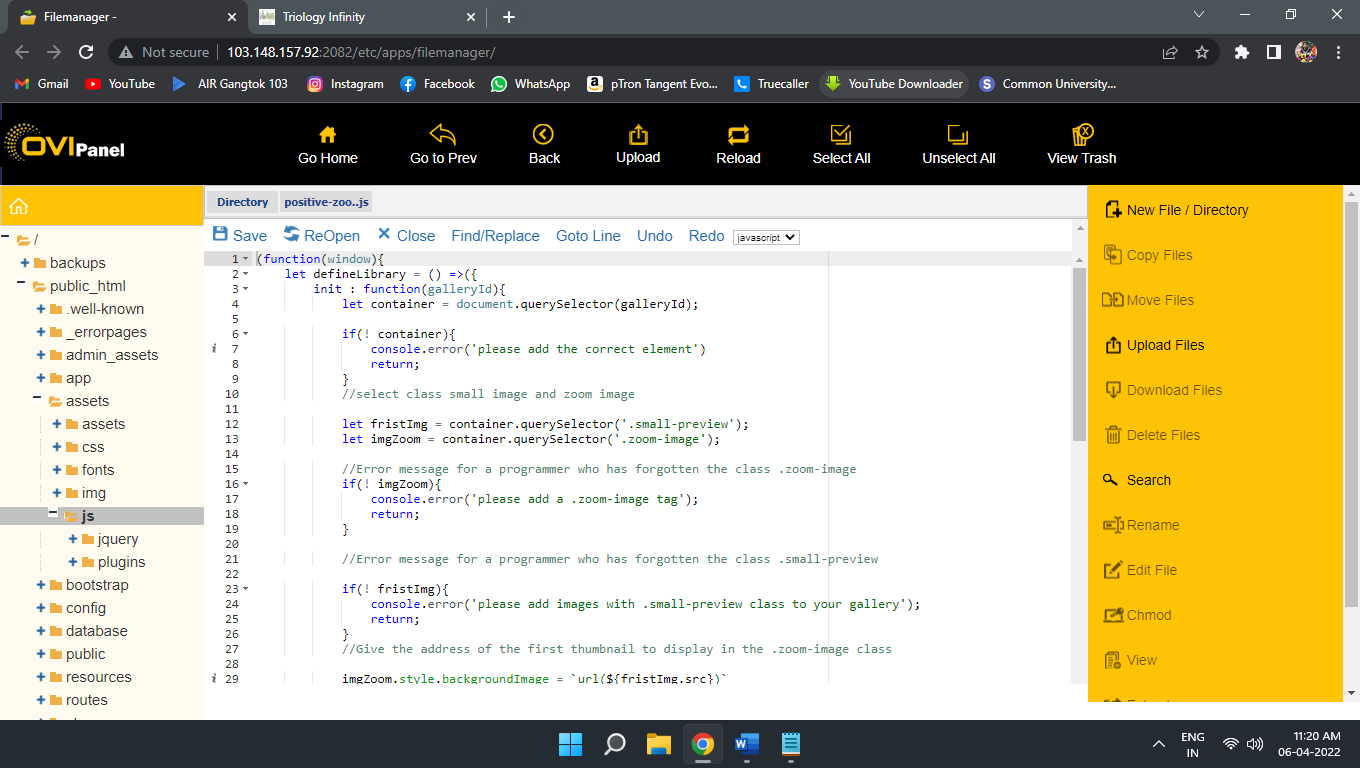 Filemanager -
Triology Infinity
Not secure 103.148.157.92:2082/etc/apps/filemanager/
Gmail YouTube AIR Gangtok 103 Instagram Facebook WhatsApp pTron Tangent Evo... Truecaller YouTube Downloader Common University...
OVIPanel
Go Home Go to Prev Back Upload Reload Select All Unselect All View Trash
/
backups
public_html
.well-known
_errorpages
admin_assets
app
assets
assets
css
fonts
img
js
jquery
plugins
bootstrap
config
database
public
resources
routes
Directory positive-zoo..js
Save ReOpen Close Find/Replace Goto Line Undo Redo javascript
1 (function(window){
2 let defineLibrary = () =>({
3 init : function(galleryId){
4 let container = document.querySelector(galleryId);
5
6 if(! container){
i 7 console.error('please add the correct element')
8 return;
9 }
10 //select class small image and zoom image
11
12 let fristImg = container.querySelector('.small-preview');
13 let imgZoom = container.querySelector('.zoom-image');
14
15 //Error message for a programmer who has forgotten the class .zoom-image
16 if(! imgZoom){
17 console.error('please add a .zoom-image tag');
18 return;
19 }
20
21 //Error message for a programmer who has forgotten the class .small-preview
22
23 if(! fristImg){
24 console.error('please add images with .small-preview class to your gallery');
25 return;
26 }
27 //Give the address of the first thumbnail to display in the .zoom-image class
28
i 29 imgZoom.style.backgroundImage = `url(${fristImg.src})`
New File / Directory
Copy Files
Move Files
Upload Files
Download Files
Delete Files
Search
Rename
Edit File
Chmod
View
ENG
IN
11:20 AM
06-04-2022